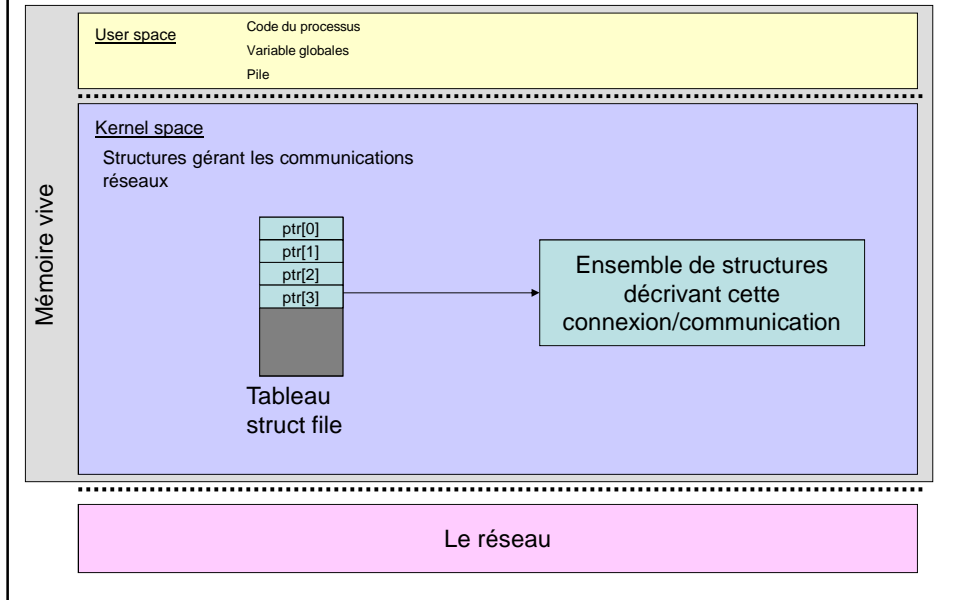 User space
Code du processus
Variable globales
Pile
Mémoire vive
Kernel space
Structures gérant les communications
réseaux
ptr[0]
ptr[1]
ptr[2]
ptr[3]
Ensemble de structures
décrivant cette
connexion/communication
Tableau
struct file
Le réseau